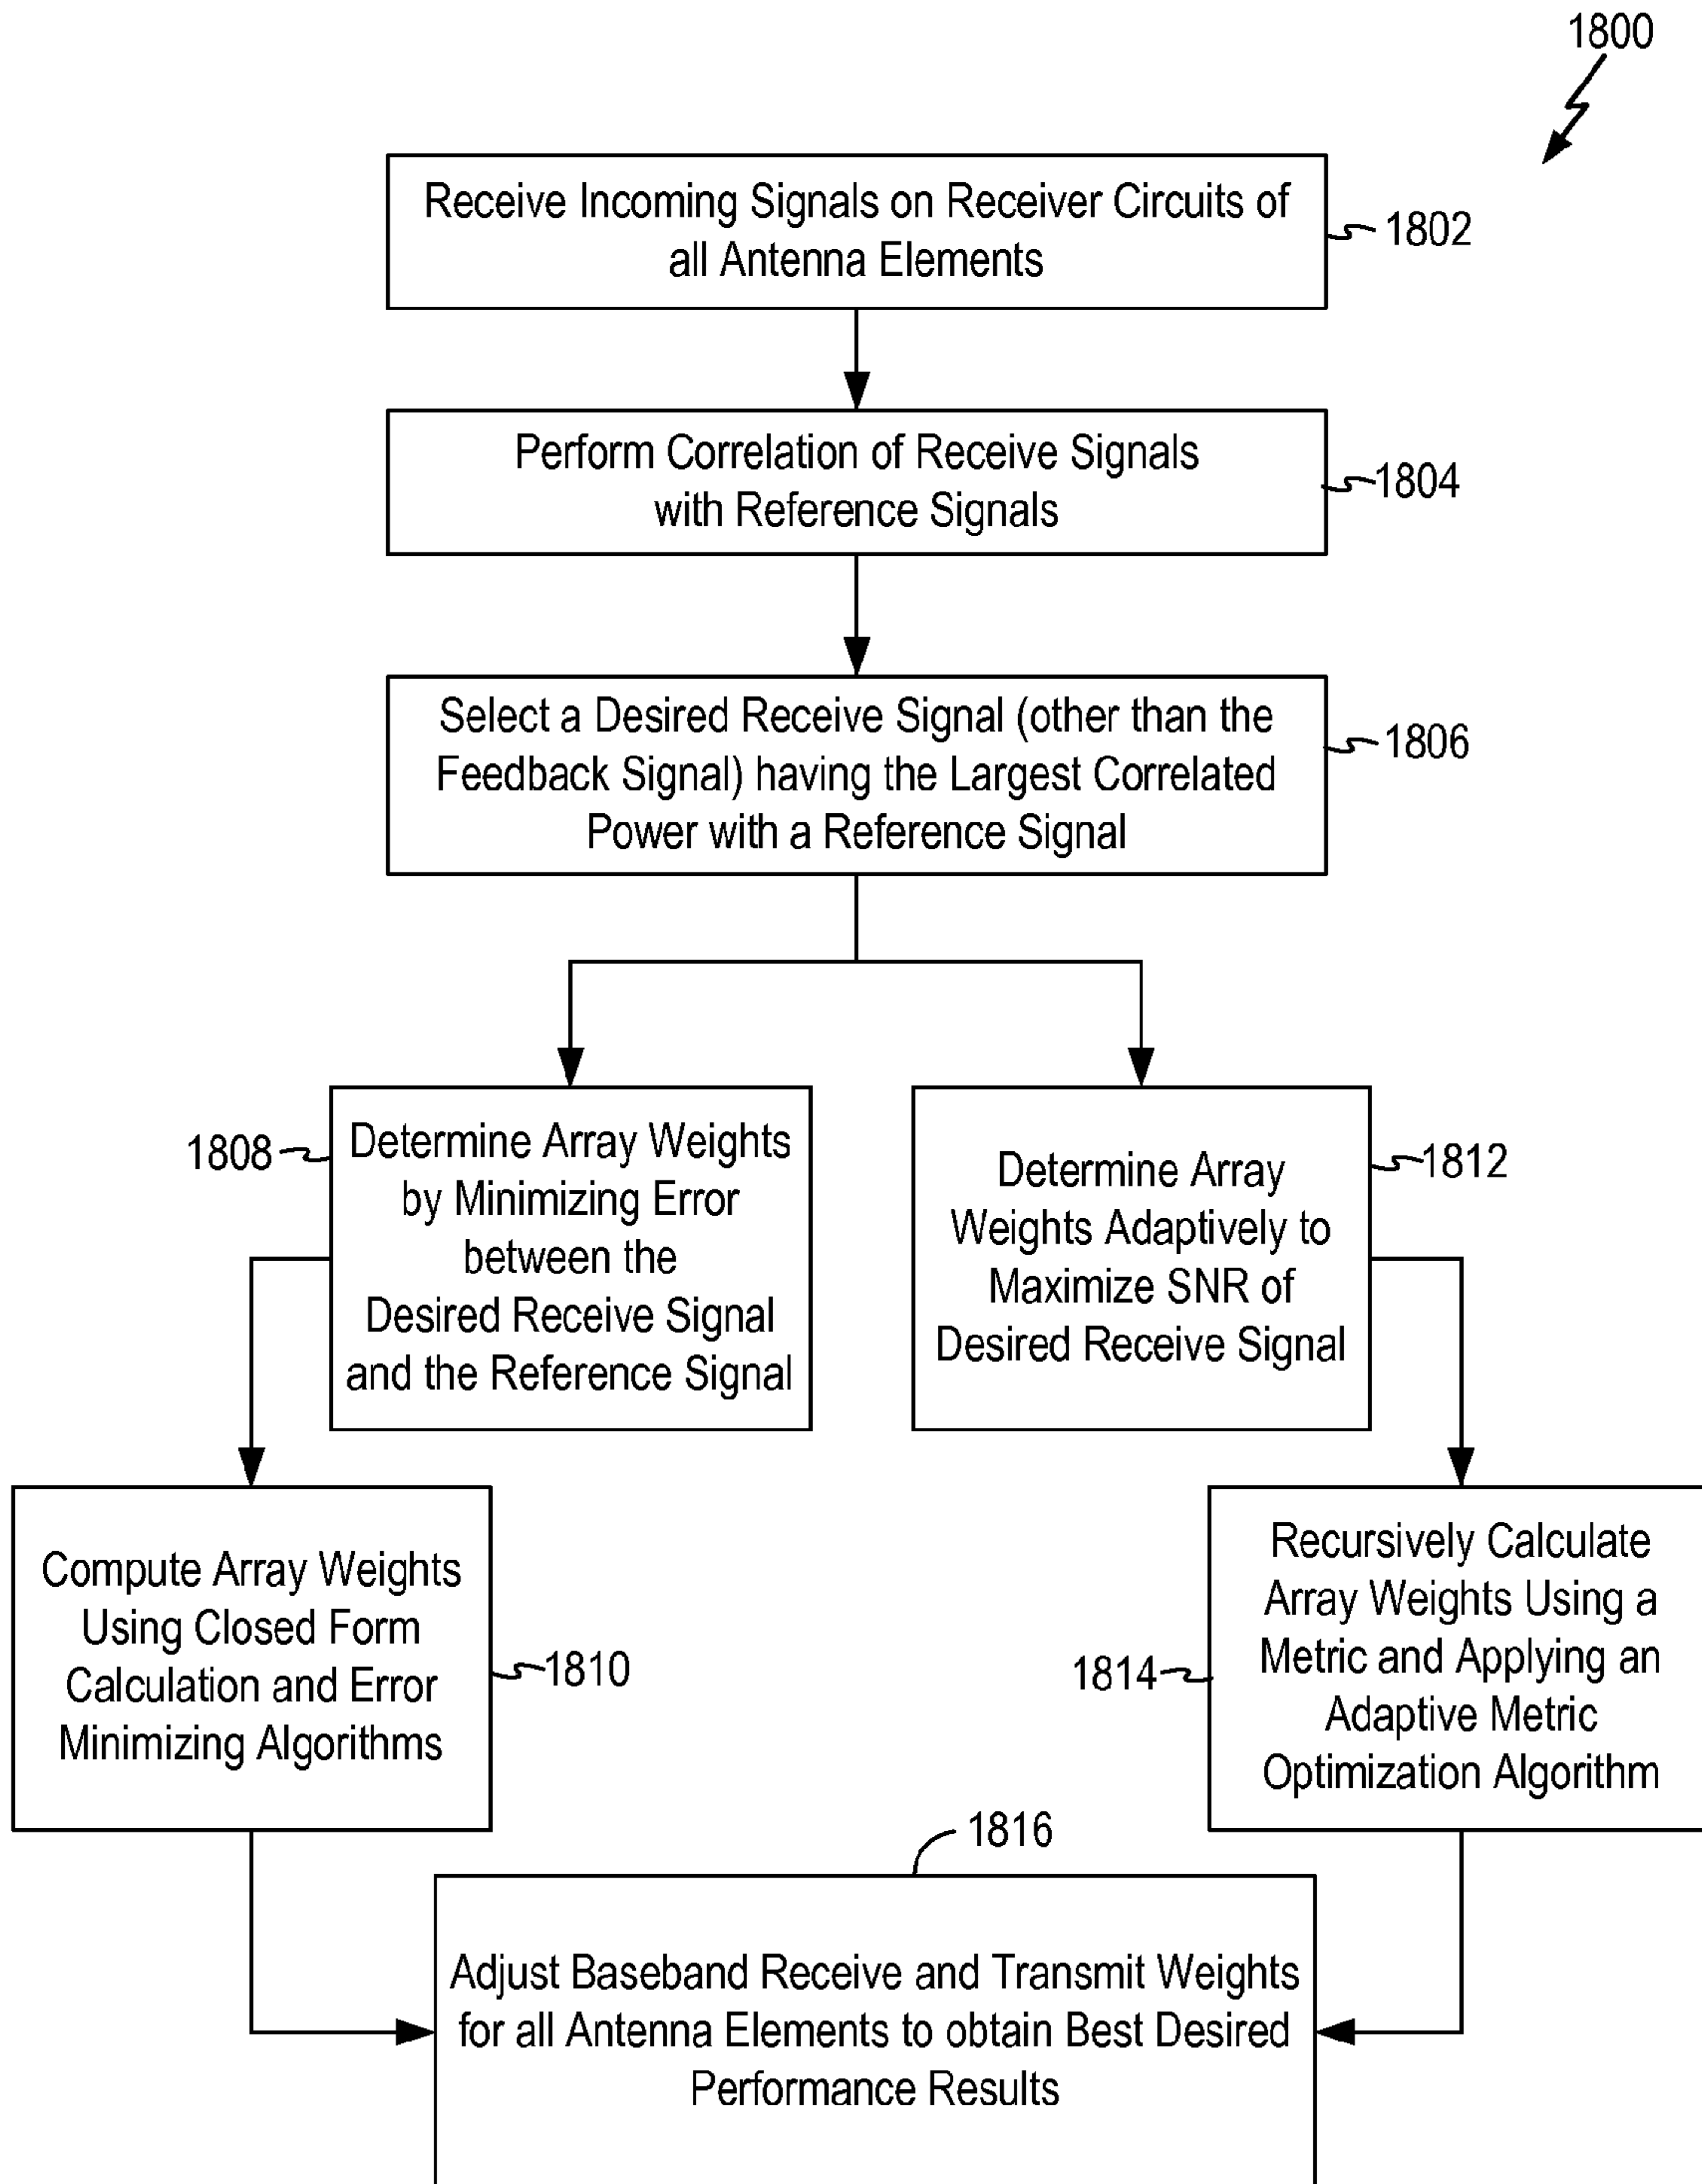 1800
Receive Incoming Signals on Receiver Circuits of
all Antenna Elements
1802
Perform Correlation of Receive Signals
with Reference Signals
1804
Select a Desired Receive Signal (other than the
Feedback Signal) having the Largest Correlated
Power with a Reference Signal
1806
1808
Determine Array Weights
by Minimizing Error
between the
Desired Receive Signal
and the Reference Signal
Determine Array
Weights Adaptively to
Maximize SNR of
Desired Receive Signal
1812
Compute Array Weights
Using Closed Form
Calculation and Error
Minimizing Algorithms
1810
1814
Recursively Calculate
Array Weights Using a
Metric and Applying an
Adaptive Metric
Optimization Algorithm
1816
Adjust Baseband Receive and Transmit Weights
for all Antenna Elements to obtain Best Desired
Performance Results